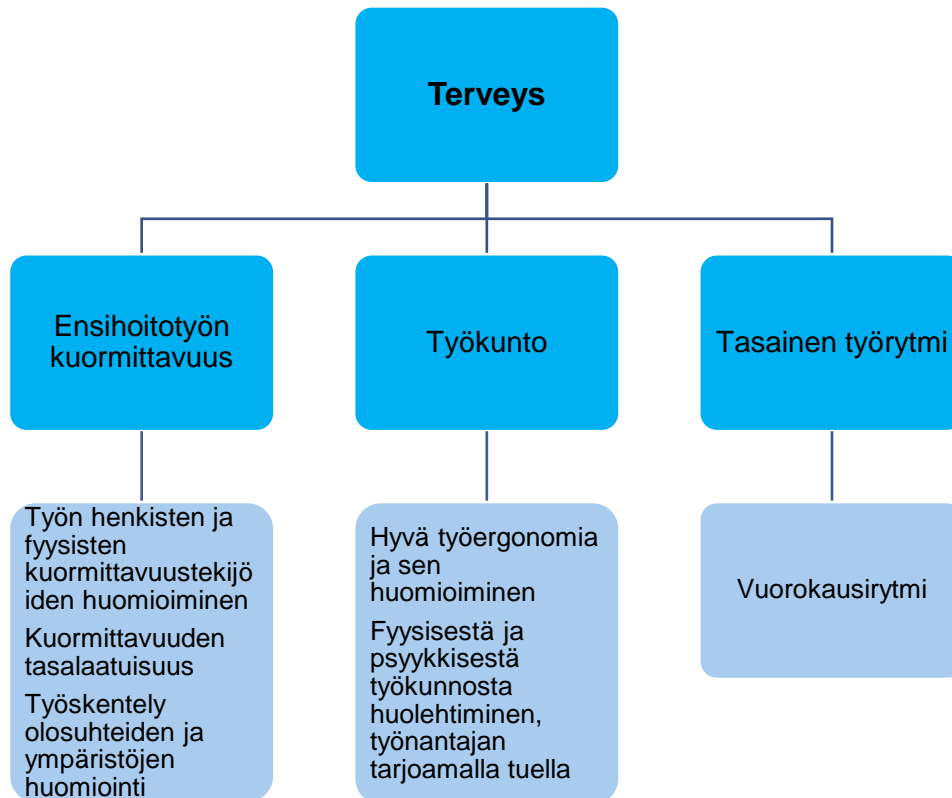 Terveys
Ensihoitotyön
kuormittavuus
Työkunto
Tasainen työrytmi
Työn henkisten ja
fyysisten
kuormittavuustekijö
iden huomioiminen
Kuormittavuuden
tasalaatuisuus
Työskentely
olosuhteiden ja
ympäristöjen
huomiointi
Hyvä työergonomia
ja sen
huomioiminen
Fyysisestä ja
psyykkisestä
työkunnosta
huolehtiminen,
työnantajan
tarjoamalla tuella
Vuorokausirytmi